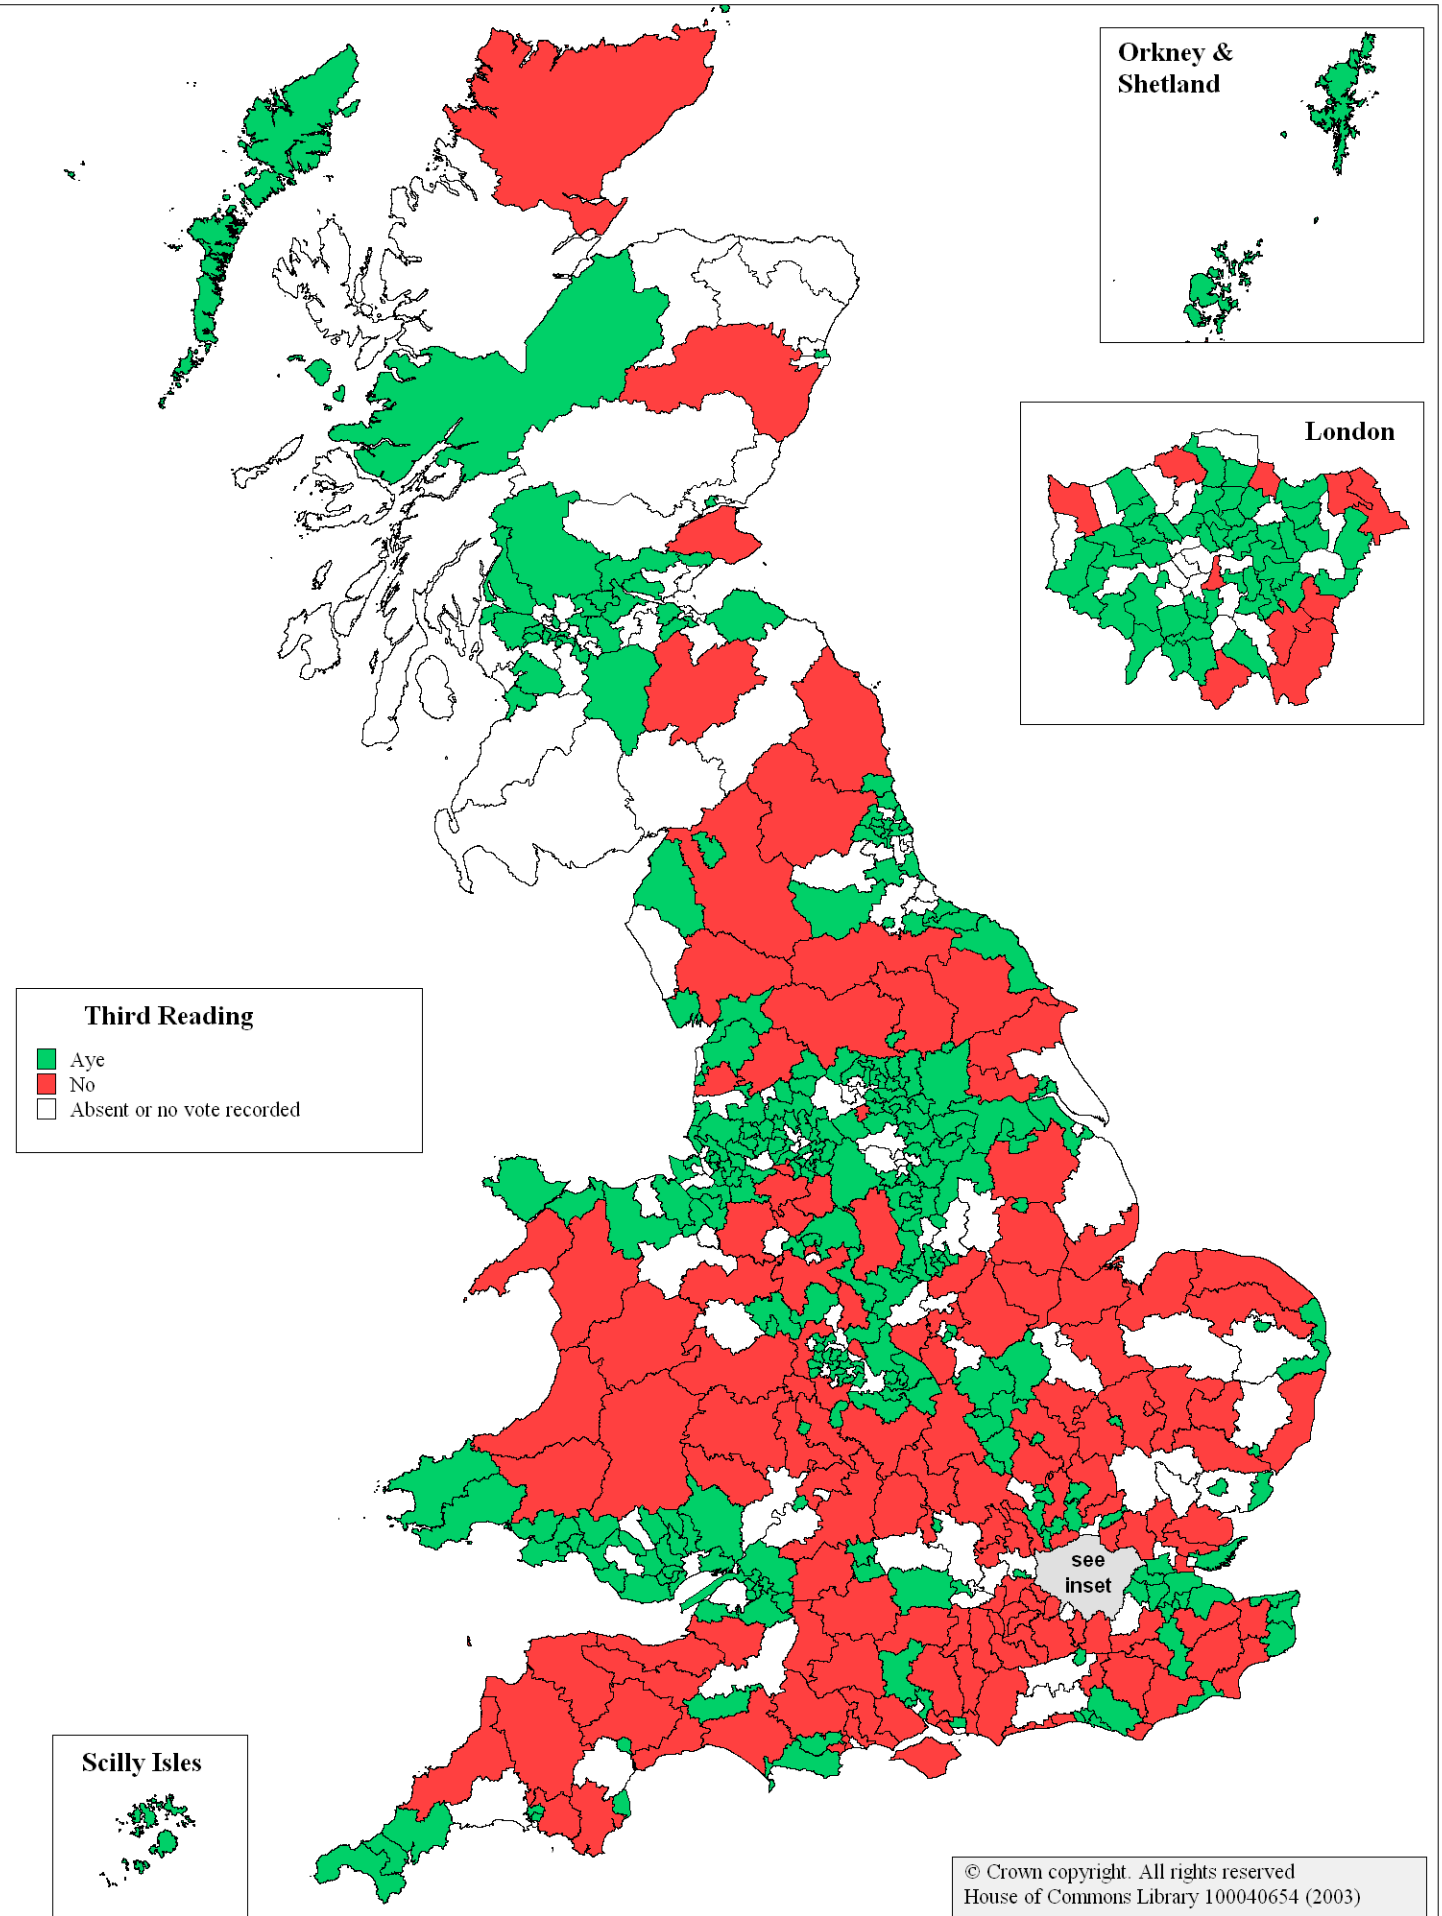 Orkney &
Shetland
London
Third Reading
Aye
No
Absent or no vote recorded
see
inset
Scilly Isles
© Crown copyright. All rights reserved
House of Commons Library 100040654 (2003)